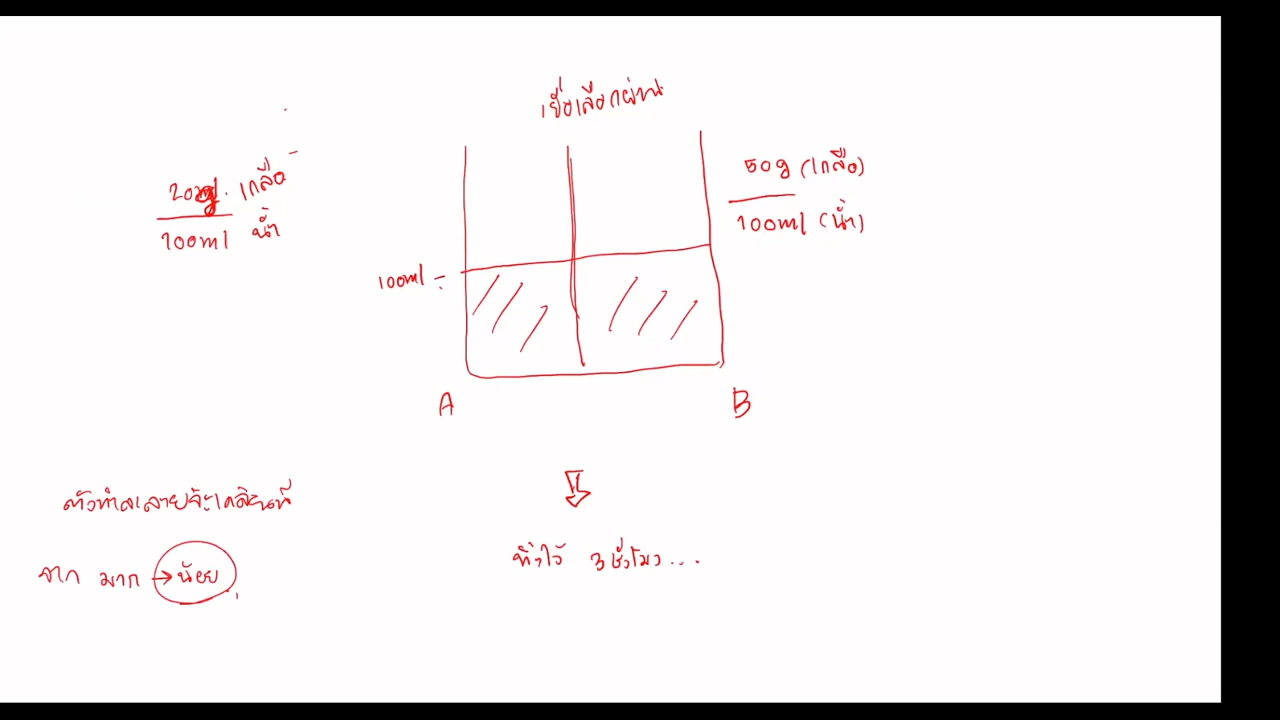 เยื่อเลือกผ่าน
20g. เกลือ
100ml น้ำ
50g (เกลือ)
100ml (น้ำ)
100ml
A
B
ตัวทำละลายจะเคลื่อนที่
จาก มาก → น้อย
ทิ้งไว้ 3 ชั่วโมง...